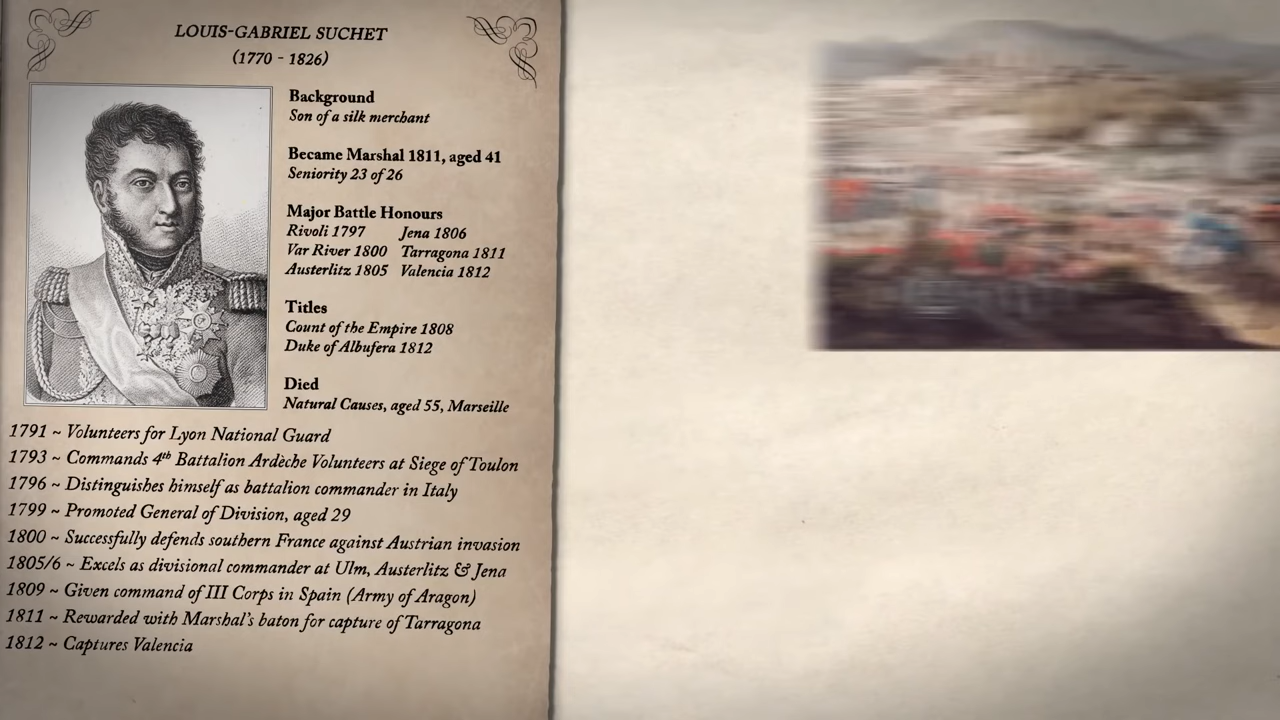 LOUIS-GABRIEL SUCHET
(1770 - 1826)
Background
Son of a silk merchant
Became Marshal 1811, aged 41
Seniority 23 of 26
Major Battle Honours
Rivoli 1797 Jena 1806
Var River 1800 Tarragona 1811
Austerlitz 1805 Valencia 1812
Titles
Count of the Empire 1808
Duke of Albufera 1812
Died
Natural Causes, aged 55, Marseille
1791 ~ Volunteers for Lyon National Guard
1793 ~ Commands 4th Battalion Ardèche Volunteers at Siege of Toulon
1796 ~ Distinguishes himself as battalion commander in Italy
1799 ~ Promoted General of Division, aged 29
1800 ~ Successfully defends southern France against Austrian invasion
1805/6 ~ Excels as divisional commander at Ulm, Austerlitz & Jena
1809 ~ Given command of III Corps in Spain (Army of Aragon)
1811 ~ Rewarded with Marshal's baton for capture of Tarragona
1812 ~ Captures Valencia